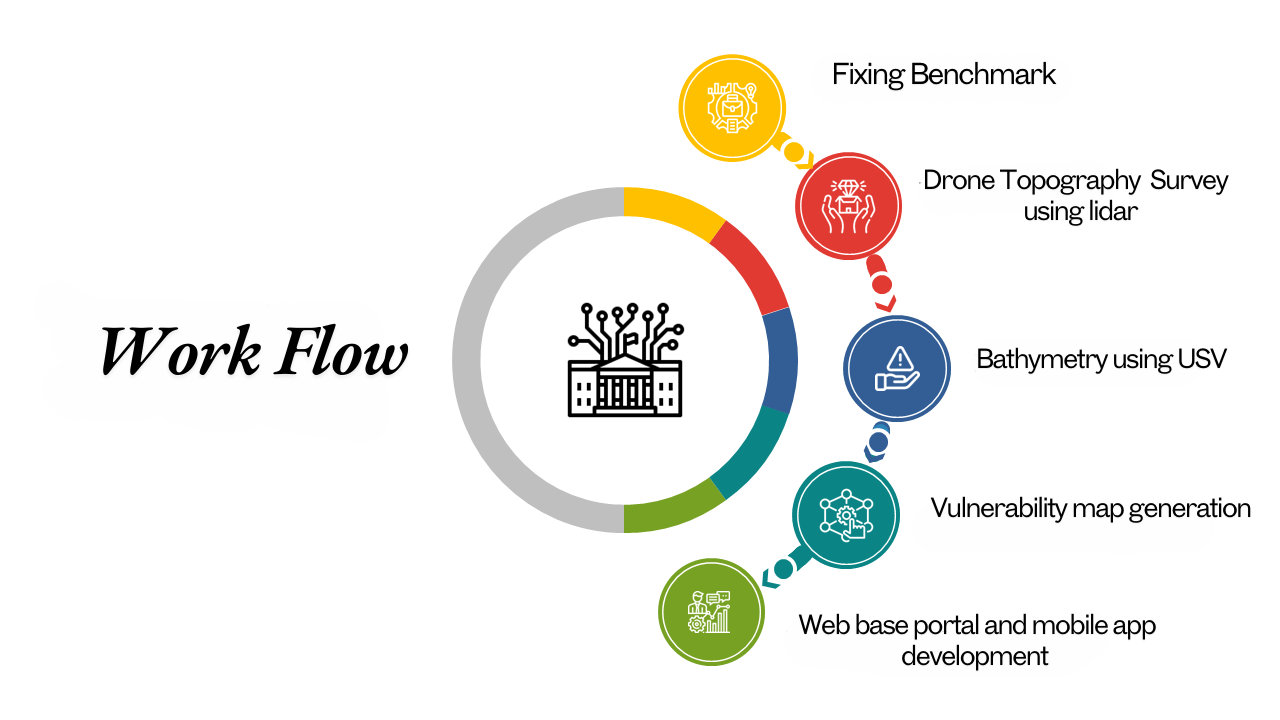 Work Flow
Fixing Benchmark
Drone Topography Survey
using lidar
Bathymetry using USV
Vulnerability map generation
Web base portal and mobile app
development